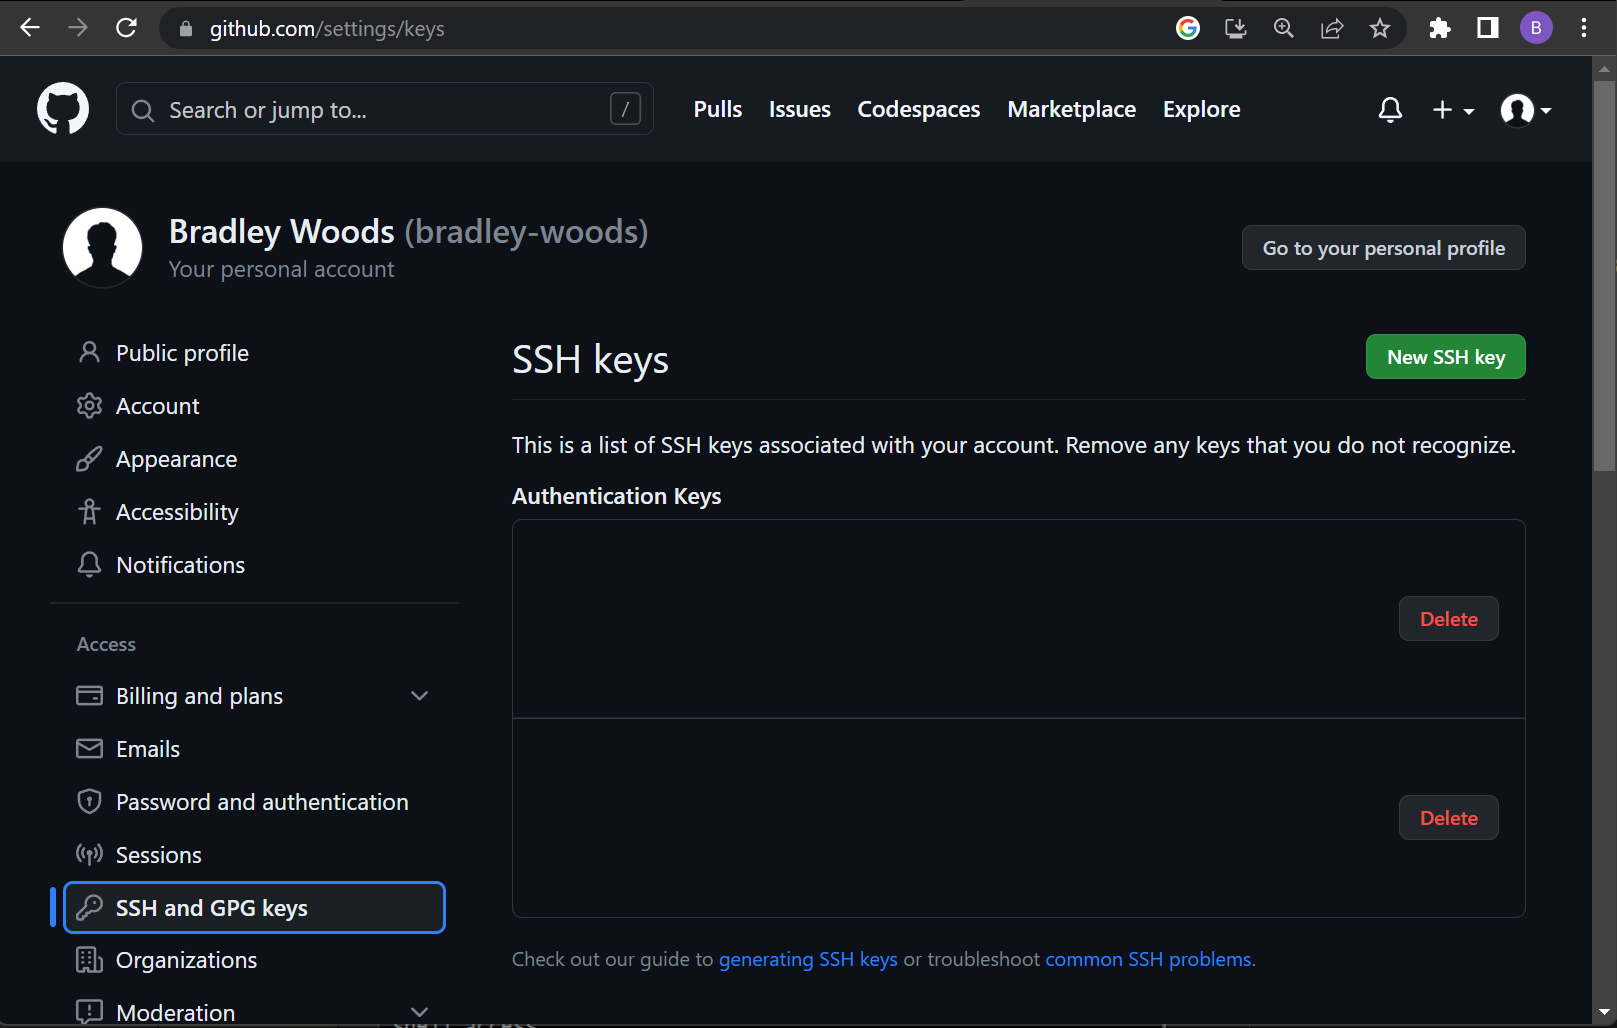 github.com/settings/keys
B
Search or jump to...
/
Pulls Issues Codespaces Marketplace Explore
Bradley Woods (bradley-woods)
Your personal account
Go to your personal profile
Public profile
Account
Appearance
Accessibility
Notifications
Access
Billing and plans
Emails
Password and authentication
Sessions
SSH and GPG keys
Organizations
Moderation
SSH keys
New SSH key
This is a list of SSH keys associated with your account. Remove any keys that you do not recognize.
Authentication Keys
Delete
Delete
Check out our guide to generating SSH keys or troubleshoot common SSH problems.